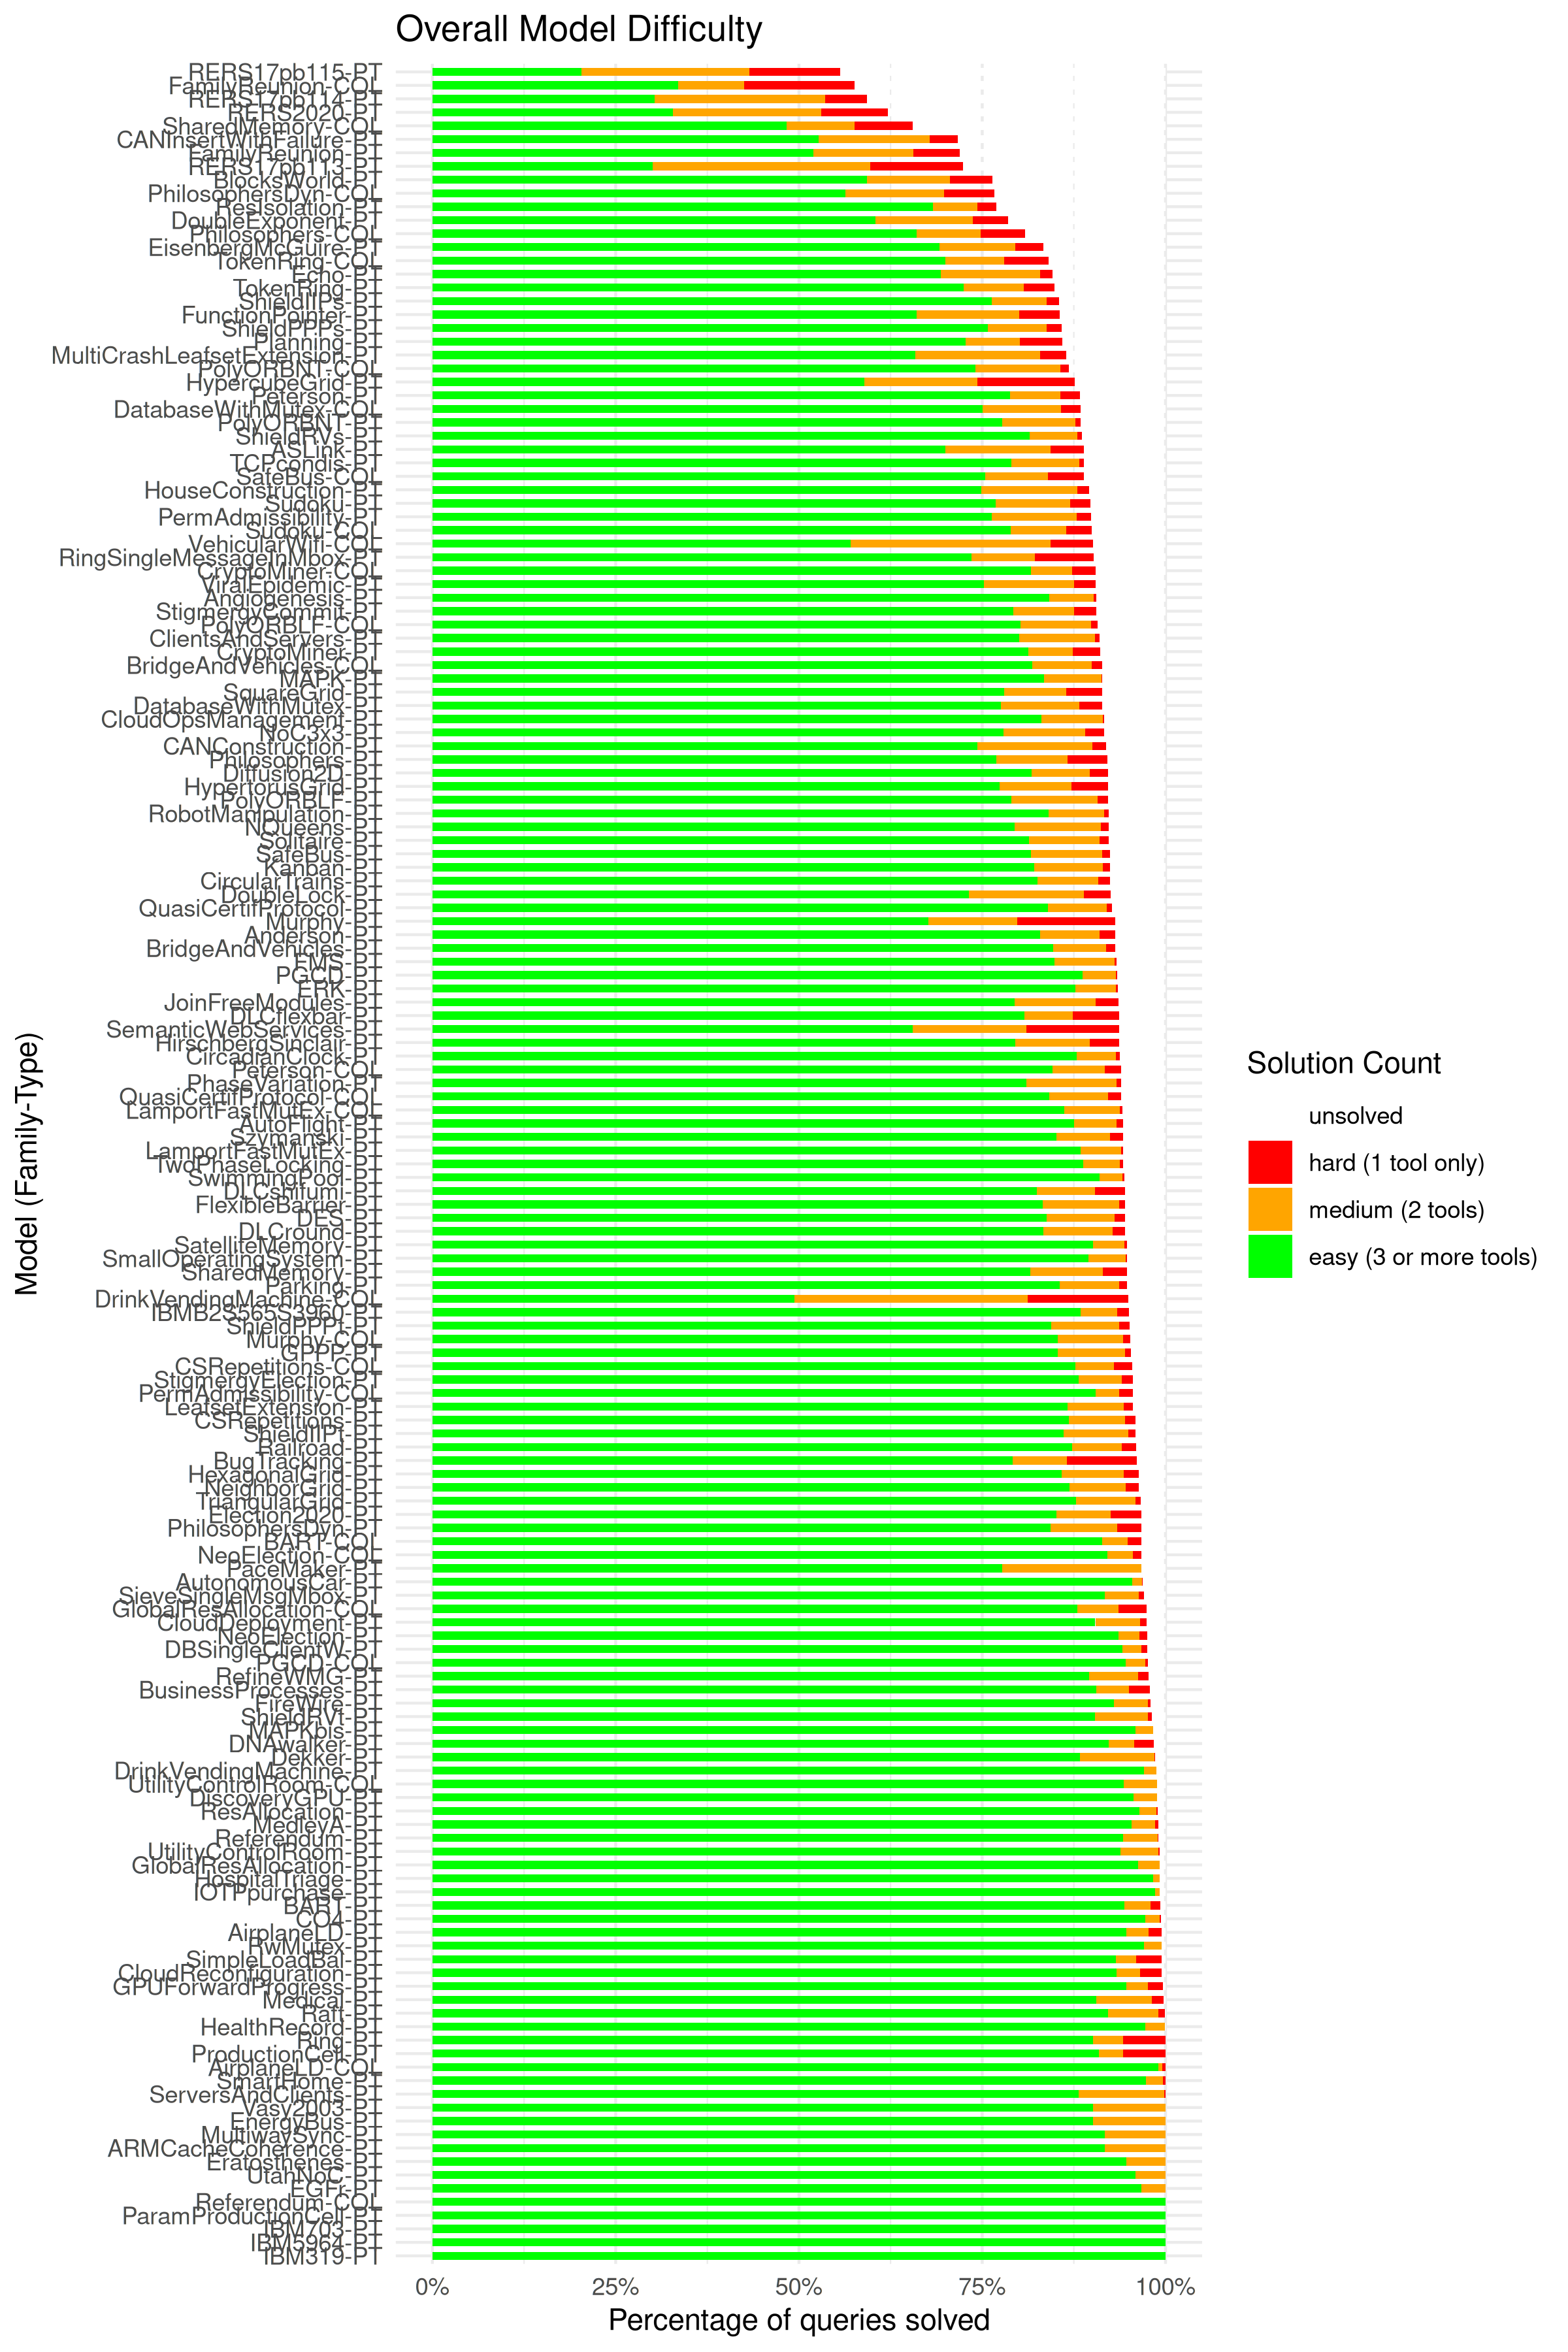 Overall Model Difficulty
RERS17pb115-PT
FamilyReunion-COL
RERS17pb114-PT
RERS2020-PT
SharedMemory-COL
CANInsertWithFailure-PT
FamilyReunion-PT
RERS17pb113-PT
BlocksWorld-PT
PhilosophersDyn-COL
ResIsolation-PT
DoubleExponent-PT
Philosophers-COL
EisenbergMcGuire-PT
TokenRing-COL
Echo-PT
TokenRing-PT
ShieldIIPs-PT
FunctionPointer-PT
ShieldPPPs-PT
Planning-PT
MultiCrashLeafsetExtension-PT
PolyORBNT-COL
HypercubeGrid-PT
Peterson-PT
DatabaseWithMutex-COL
PolyORBNT-PT
ShieldRVs-PT
ASLink-PT
TCPcondis-PT
SafeBus-COL
HouseConstruction-PT
Sudoku-PT
PermAdmissibility-PT
Sudoku-COL
VehicularWifi-COL
RingSingleMessageInMbox-PT
CryptoMiner-COL
ViralEpidemic-PT
Angiogenesis-PT
StigmergyCommit-PT
PolyORBLF-COL
ClientsAndServers-PT
CryptoMiner-PT
BridgeAndVehicles-COL
MAPK-PT
SquareGrid-PT
DatabaseWithMutex-PT
CloudOpsManagement-PT
NoC3x3-PT
CANConstruction-PT
Philosophers-PT
Diffusion2D-PT
HypertorusGrid-PT
PolyORBLF-PT
RobotManipulation-PT
NQueens-PT
Solitaire-PT
SafeBus-PT
Kanban-PT
CircularTrains-PT
DoubleLock-PT
QuasiCertifProtocol-PT
Murphy-PT
Anderson-PT
BridgeAndVehicles-PT
FMS-PT
PGCD-PT
ERK-PT
JoinFreeModules-PT
DLCflexbar-PT
SemanticWebServices-PT
HirschbergSinclair-PT
CircadianClock-PT
Peterson-COL
PhaseVariation-PT
QuasiCertifProtocol-COL
LamportFastMutEx-COL
AutoFlight-PT
Szymanski-PT
LamportFastMutEx-PT
TwoPhaseLocking-PT
SwimmingPool-PT
DLCshifumi-PT
FlexibleBarrier-PT
DES-PT
DLCround-PT
SatelliteMemory-PT
SmallOperatingSystem-PT
SharedMemory-PT
Parking-PT
DrinkVendingMachine-COL
IBMB2S565S3960-PT
ShieldPPPt-PT
Murphy-COL
GPPP-PT
CSRepetitions-COL
StigmergyElection-PT
PermAdmissibility-COL
LeafsetExtension-PT
CSRepetitions-PT
ShieldIIPt-PT
Railroad-PT
BugTracking-PT
HexagonalGrid-PT
NeighborGrid-PT
TriangularGrid-PT
Election2020-PT
PhilosophersDyn-PT
BART-COL
NeoElection-COL
PaceMaker-PT
AutonomousCar-PT
SieveSingleMsgMbox-PT
GlobalResAllocation-COL
CloudDeployment-PT
NeoElection-PT
DBSingleClientW-PT
PGCD-COL
RefineWMG-PT
BusinessProcesses-PT
FireWire-PT
ShieldRVt-PT
MAPKbis-PT
DNAwalker-PT
Dekker-PT
DrinkVendingMachine-PT
UtilityControlRoom-COL
DiscoveryGPU-PT
ResAllocation-PT
MedleyA-PT
Referendum-PT
UtilityControlRoom-PT
GlobalResAllocation-PT
HospitalTriage-PT
IOTPpurchase-PT
BART-PT
CO4-PT
AirplaneLD-PT
RwMutex-PT
SimpleLoadBal-PT
CloudReconfiguration-PT
GPUForwardProgress-PT
Medical-PT
Raft-PT
HealthRecord-PT
Ring-PT
ProductionCell-PT
AirplaneLD-COL
SmartHome-PT
ServersAndClients-PT
Vasy2003-PT
EnergyBus-PT
MultiwaySync-PT
ARMCacheCoherence-PT
Eratosthenes-PT
UtahNoC-PT
EGFr-PT
Referendum-COL
ParamProductionCell-PT
IBM703-PT
IBM5964-PT
IBM319-PT
0% 25% 50% 75% 100%
Percentage of queries solved
Model (Family-Type)
Solution Count
unsolved
hard (1 tool only)
medium (2 tools)
easy (3 or more tools)